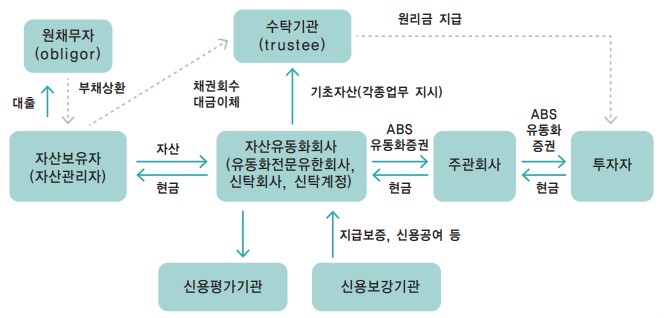 원채무자
(obligor)
수탁기관
(trustee)
원리금 지급
대출
부채상환
채권회수
대금이체
기초자산(각종업무 지시)
자산보유자
(자산관리자)
자산
현금
자산유동화회사
(유동화전문유한회사,
신탁회사, 신탁계정)
ABS
유동화증권
현금
주관회사
ABS
유동화
증권
현금
투자자
지급보증, 신용공여 등
신용평가기관
신용보강기관